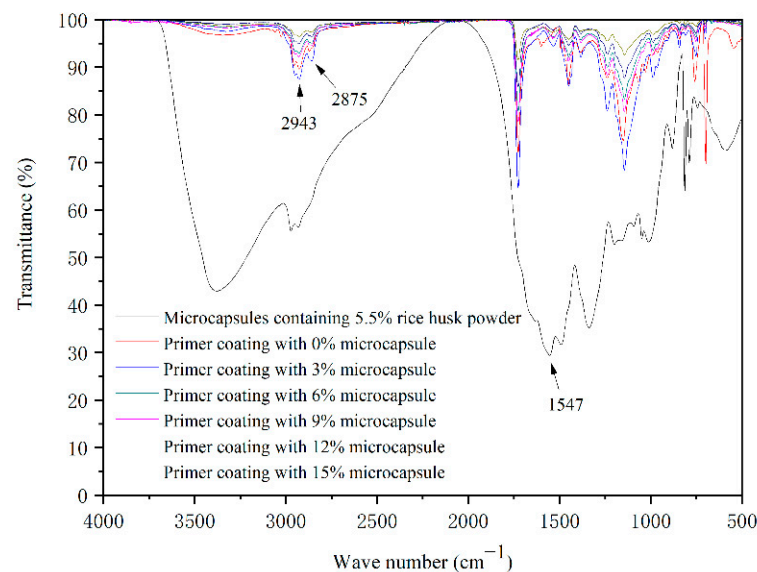 100
90
80
70
60
50
40
30
20
10
0
Transmittance (%)
2943
2875
Microcapsules containing 5.5% rice husk powder
Primer coating with 0% microcapsule
Primer coating with 3% microcapsule
Primer coating with 6% microcapsule
Primer coating with 9% microcapsule
Primer coating with 12% microcapsule
Primer coating with 15% microcapsule
1547
4000 3500 3000 2500 2000 1500 1000 500
Wave number (cm⁻¹)